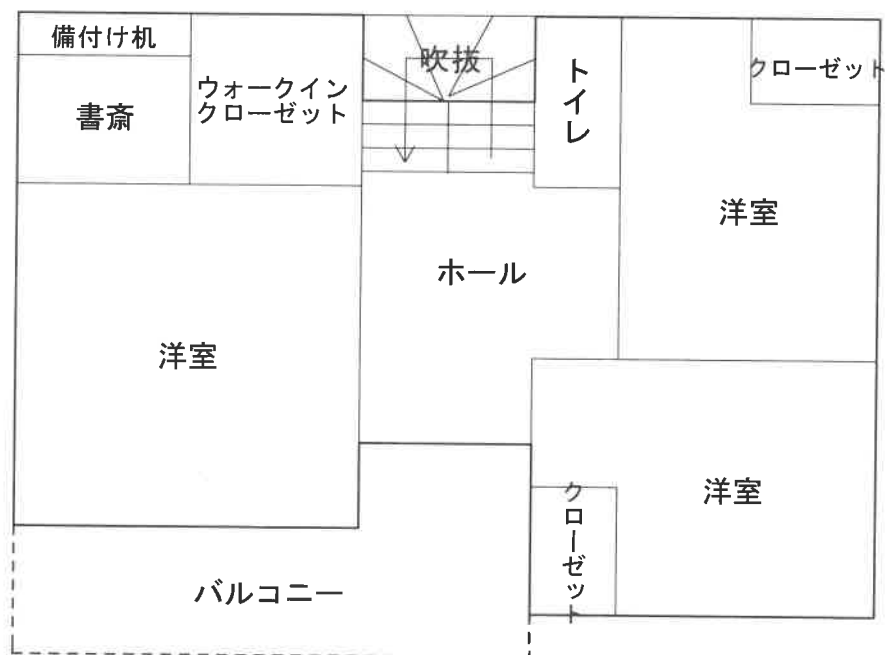 備付け机
書斎
ウォークイン
クローゼット
吹抜
トイレ
クローゼット
洋室
ホール
洋室
洋室
クローゼット
バルコニー